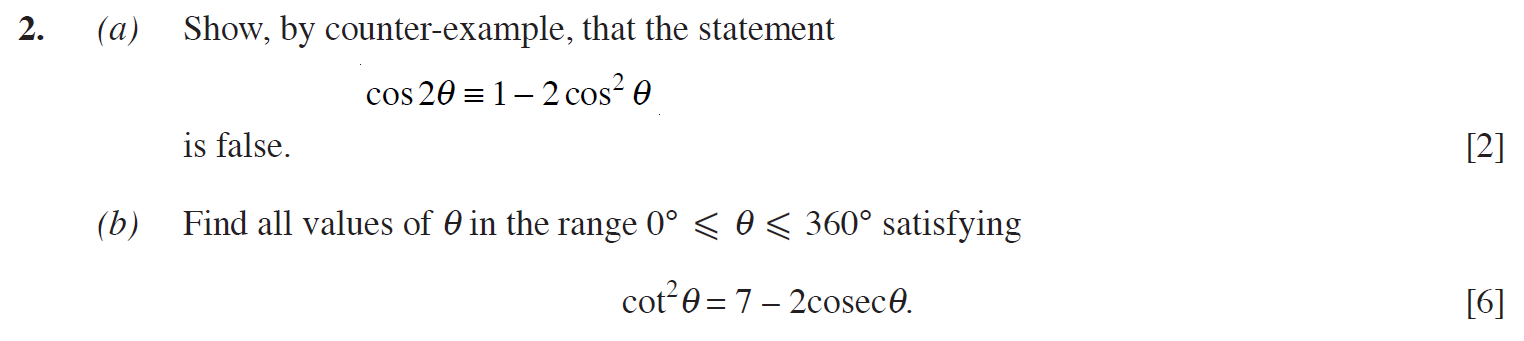 2. (a) Show, by counter-example, that the statement
cos 2θ ≡ 1 – 2 cos² θ
is false. [2]
(b) Find all values of θ in the range 0° ⩽ θ ⩽ 360° satisfying
cot²θ = 7 – 2cosecθ. [6]